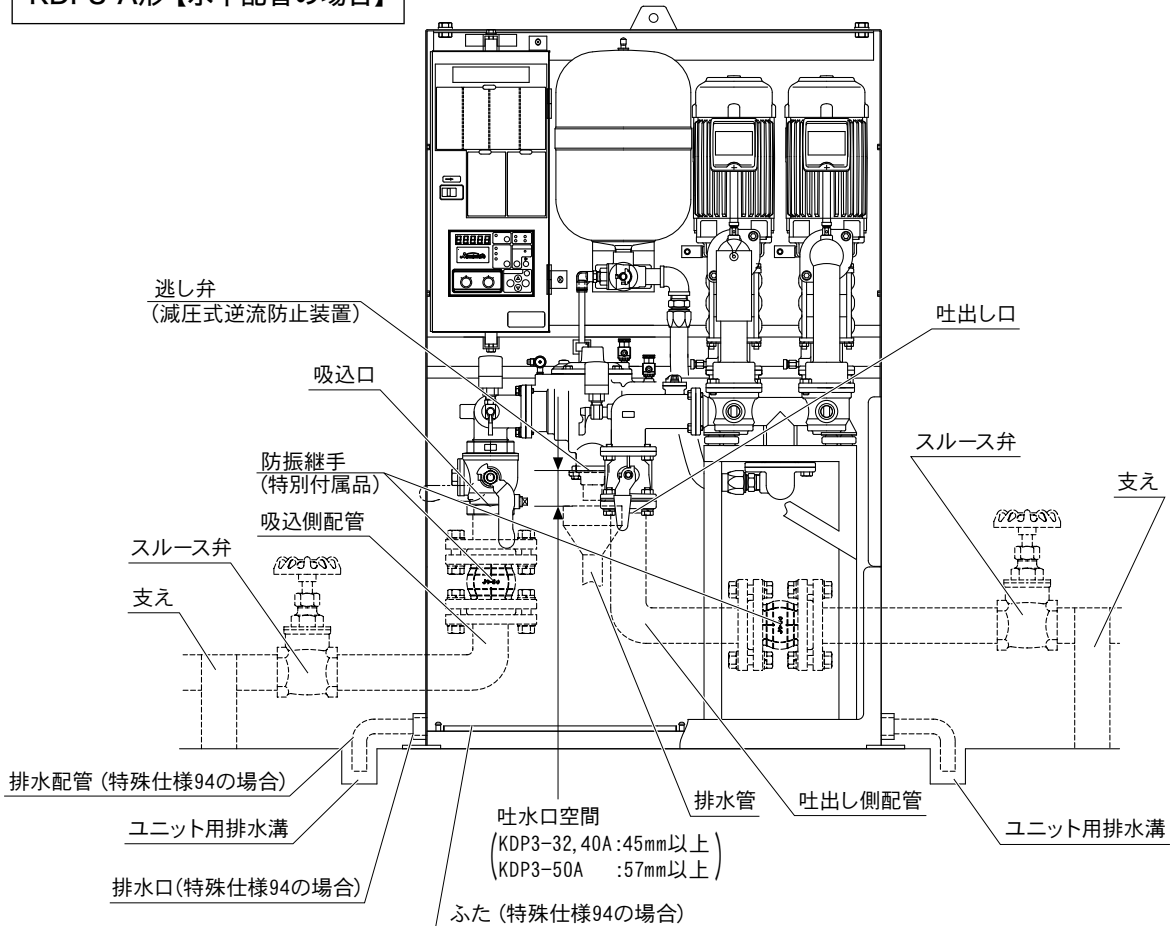 KDP3-A形【水平配管の場合】
逃し弁
(減圧式逆流防止装置)
吐出し口
吸込口
スルース弁
防振継手
(特別付属品)
支え
吸込側配管
スルース弁
支え
排水配管 (特殊仕様94の場合)
排水管
吐出し側配管
吐水口空間
(KDP3-32,40A:45mm以上)
(KDP3-50A :57mm以上)
ユニット用排水溝
ユニット用排水溝
排水口(特殊仕様94の場合)
ふた (特殊仕様94の場合)